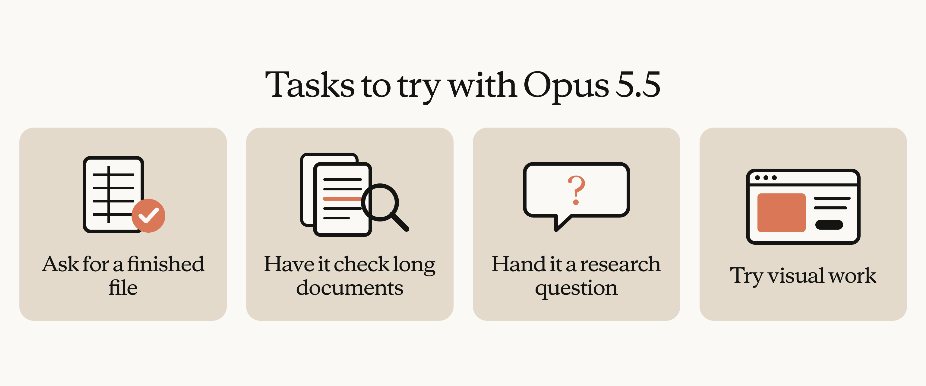 Tasks to try with Opus 5.5
Ask for a finished
file
Have it check long
documents
?
Hand it a research
question
Try visual work